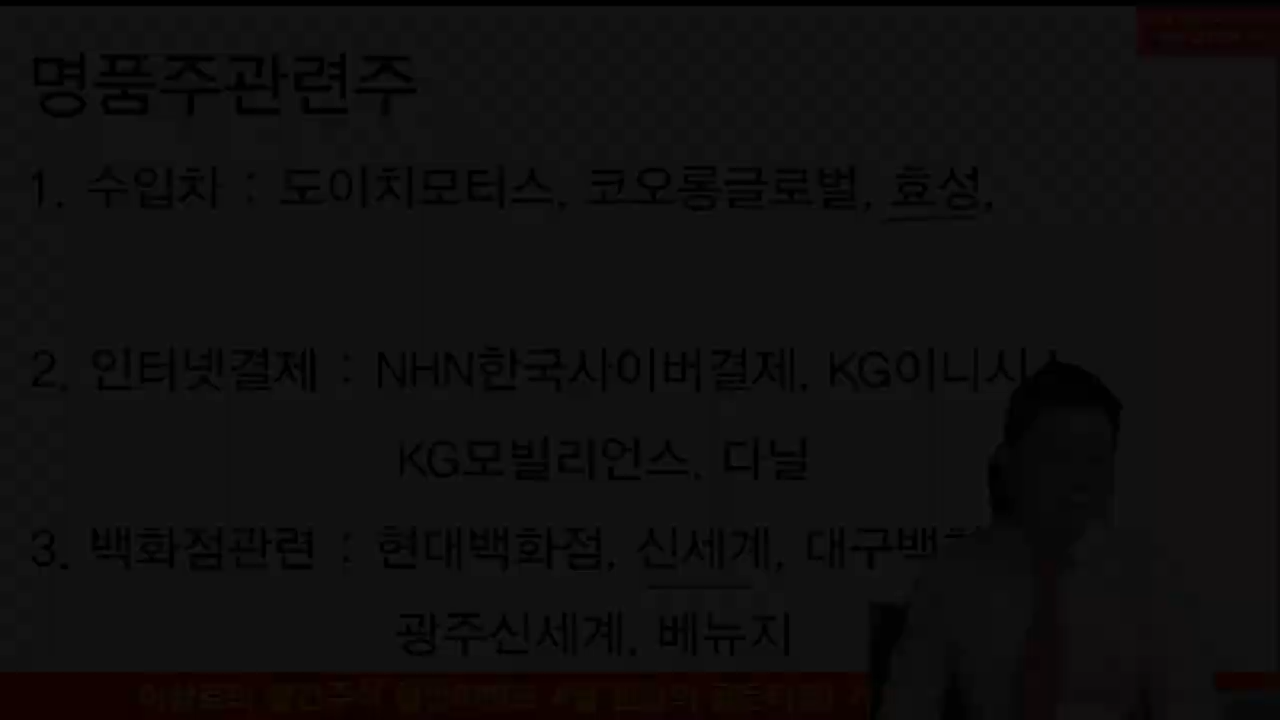 명품주관련주
1. 수입차 : 도이치모터스, 코오롱글로벌, 효성,
2. 인터넷결제 : NHN한국사이버결제, KG이니시스
KG모빌리언스, 다날
3. 백화점관련 : 현대백화점, 신세계, 대구백화
광주신세계, 베뉴지